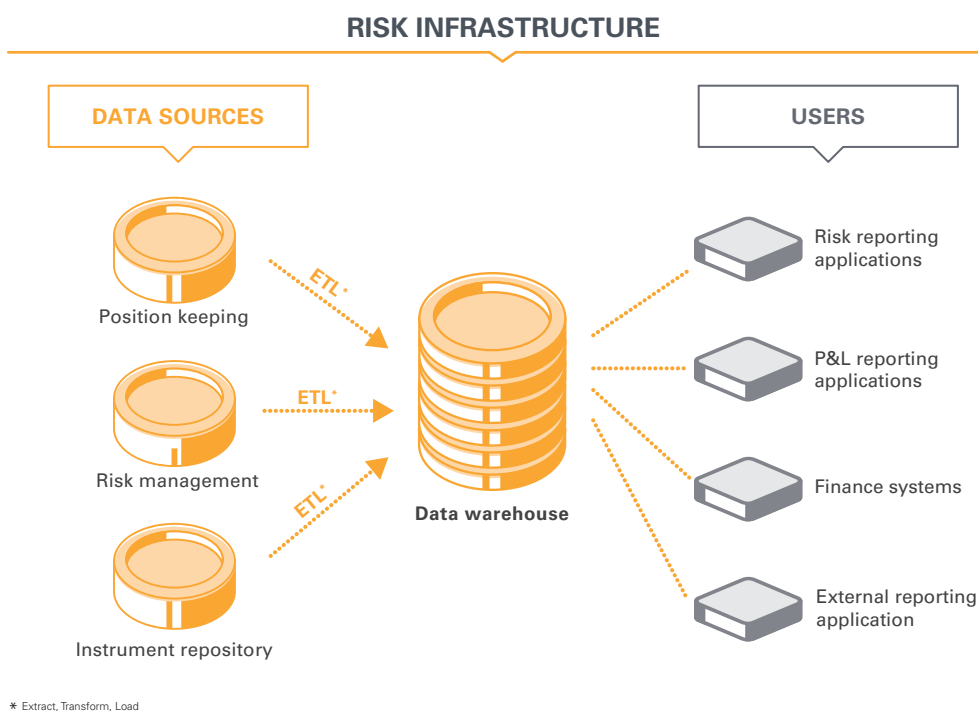 RISK INFRASTRUCTURE
DATA SOURCES
USERS
Position keeping
Risk management
Instrument repository
ETL*
ETL*
ETL*
Data warehouse
Risk reporting
applications
P&L reporting
applications
Finance systems
External reporting
application
* Extract, Transform, Load